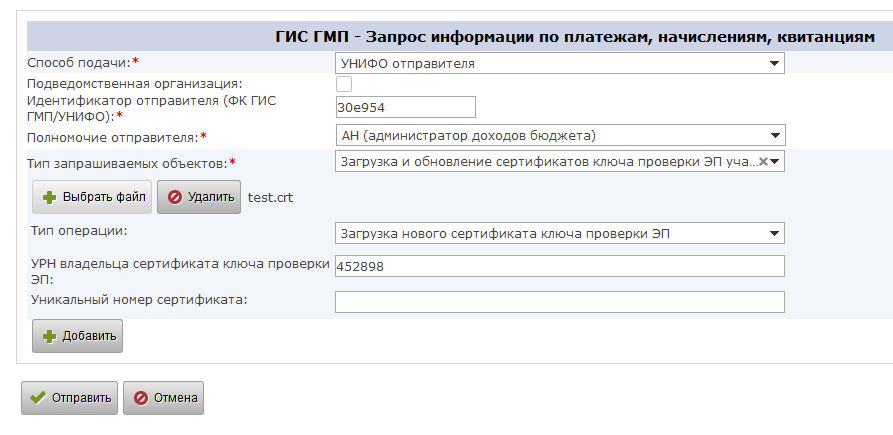 ГИС ГМП - Запрос информации по платежам, начислениям, квитанциям
Способ подачи:* УНИФО отправителя
Подведомственная организация:
Идентификатор отправителя (ФК ГИС
ГМП/УНИФО):* 30e954
Полномочие отправителя:* АН (администратор доходов бюджета)
Тип запрашиваемых объектов:* Загрузка и обновление сертификатов ключа проверки ЭП уча...
Выбрать файл Удалить test.crt
Тип операции: Загрузка нового сертификата ключа проверки ЭП
УРН владельца сертификата ключа проверки
ЭП: 452898
Уникальный номер сертификата:
Добавить
Отправить Отмена